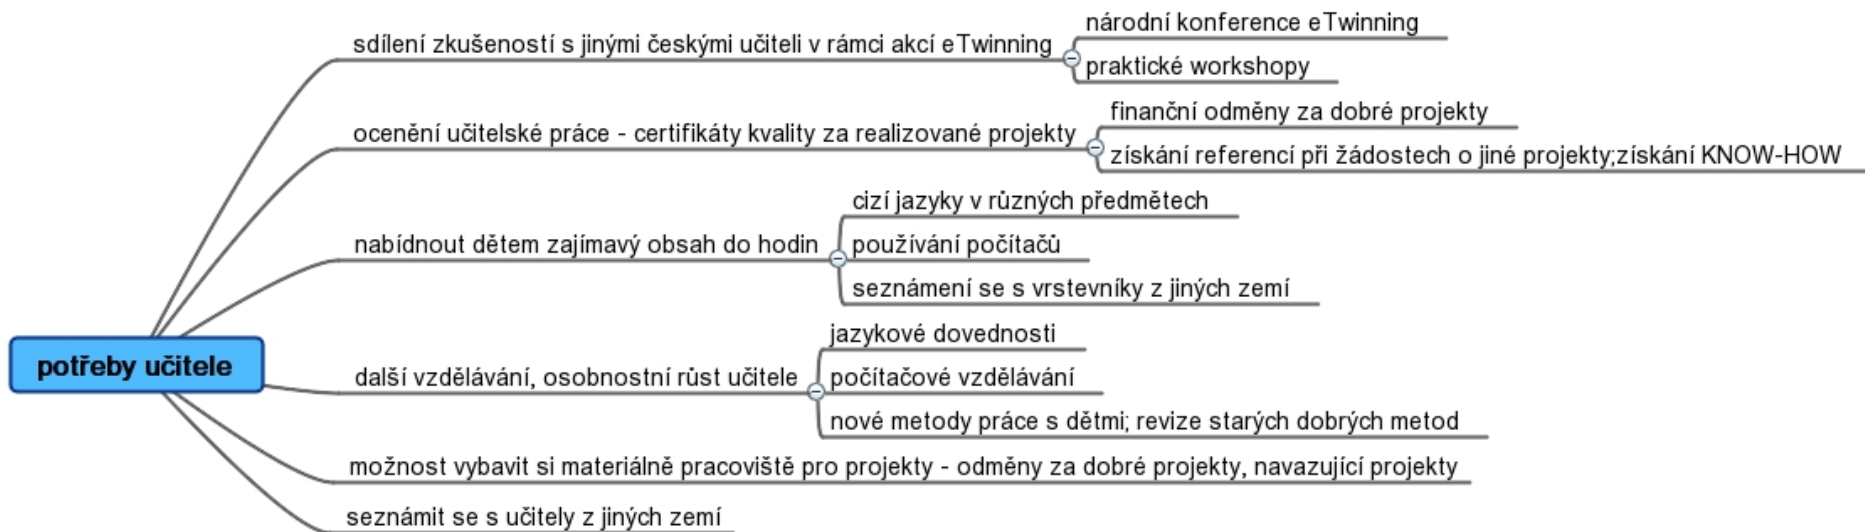 sdílení zkušeností s jinými českými učiteli v rámci akcí eTwinning
národní konference eTwinning
praktické workshopy
ocenění učitelské práce - certifikáty kvality za realizované projekty
finanční odměny za dobré projekty
získání referencí při žádostech o jiné projekty;získání KNOW-HOW
nabídnout dětem zajímavý obsah do hodin
cizí jazyky v různých předmětech
používání počítačů
seznámení se s vrstevníky z jiných zemí
potřeby učitele
další vzdělávání, osobnostní růst učitele
jazykové dovednosti
počítačové vzdělávání
nové metody práce s dětmi; revize starých dobrých metod
možnost vybavit si materiálně pracoviště pro projekty - odměny za dobré projekty, navazující projekty
seznámit se s učitely z jiných zemí